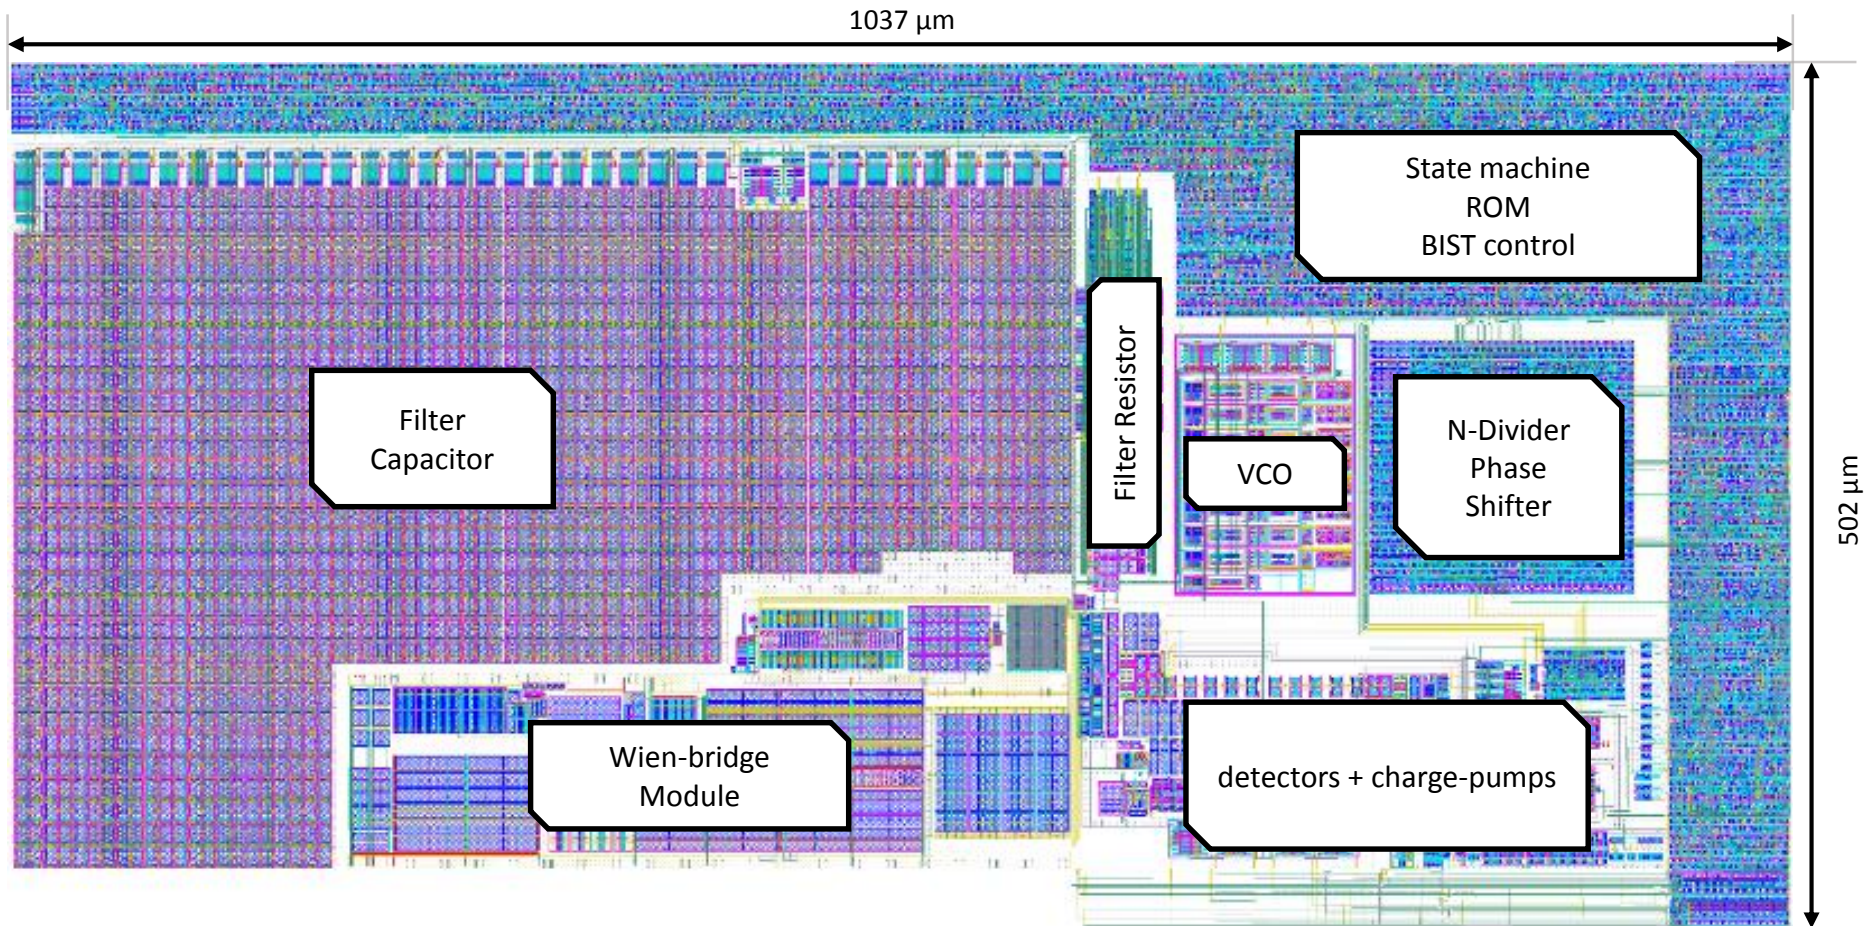 1037 µm
State machine
ROM
BIST control
Filter
Capacitor
Filter Resistor
VCO
N-Divider
Phase
Shifter
502 µm
Wien-bridge
Module
detectors + charge-pumps